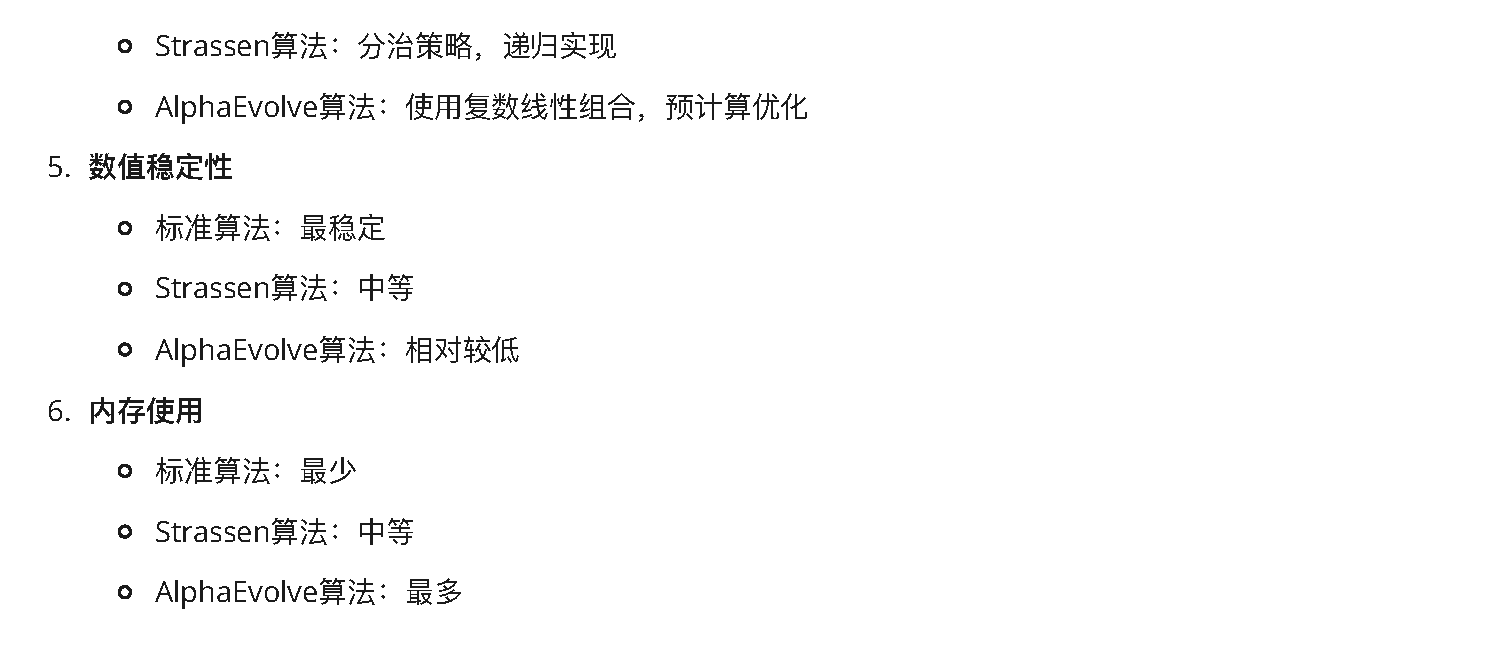 Strassen算法：分治策略，递归实现
AlphaEvolve算法：使用复数线性组合，预计算优化
5. 数值稳定性
标准算法：最稳定
Strassen算法：中等
AlphaEvolve算法：相对较低
6. 内存使用
标准算法：最少
Strassen算法：中等
AlphaEvolve算法：最多